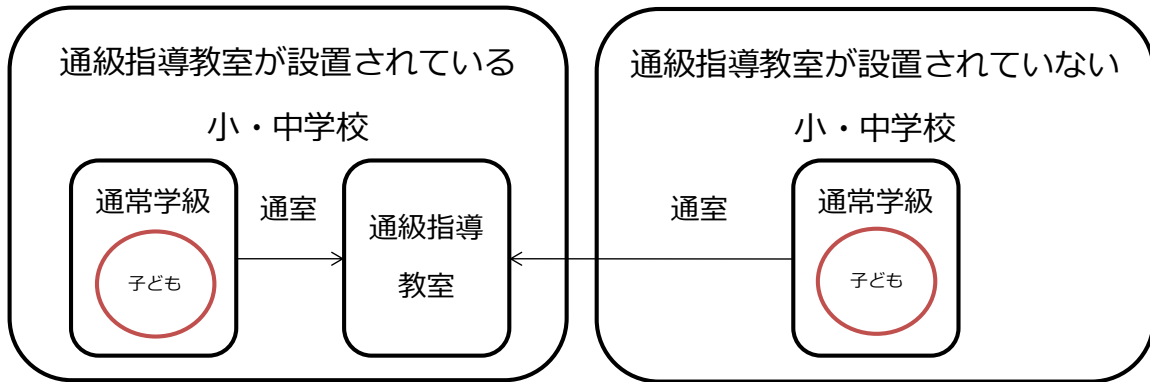 通級指導教室が設置されている
小・中学校
通常学級
子ども
通室
通級指導
教室
通級指導教室が設置されていない
小・中学校
通室
通常学級
子ども